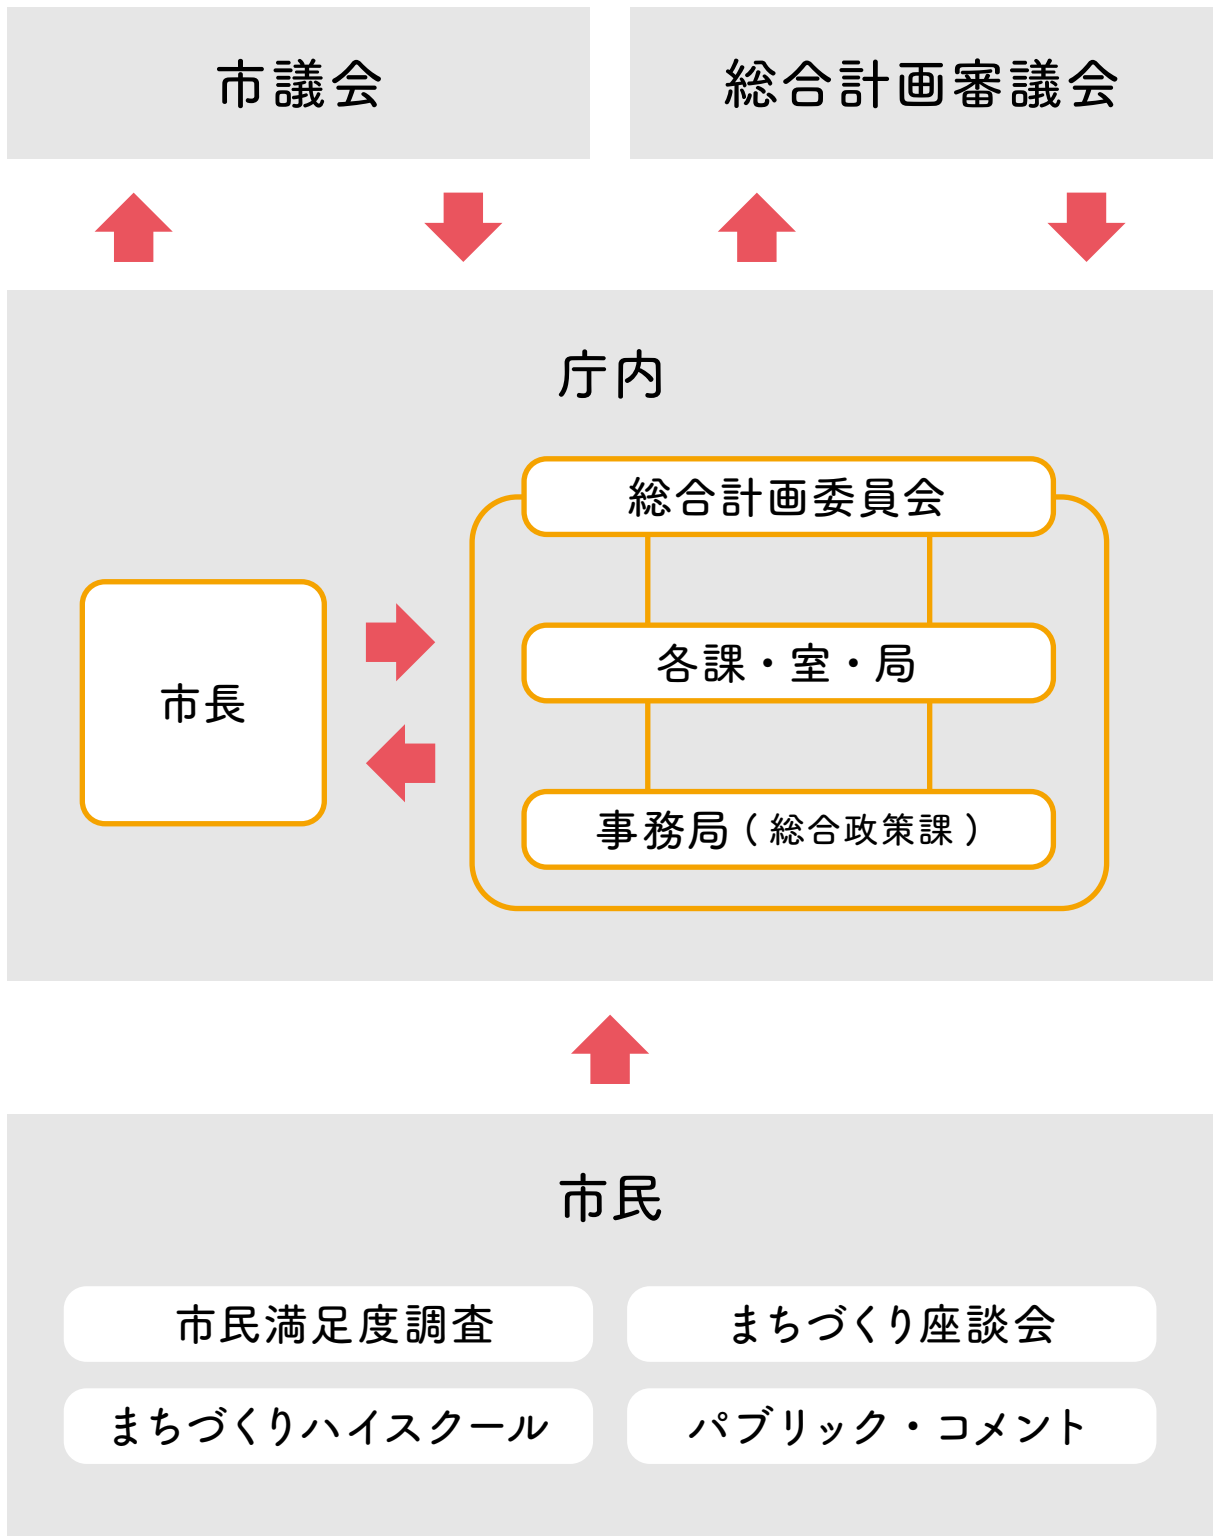 市議会
総合計画審議会
庁内
総合計画委員会
各課・室・局
市長
事務局（総合政策課）
市民
市民満足度調査
まちづくり座談会
まちづくりハイスクール
パブリック・コメント